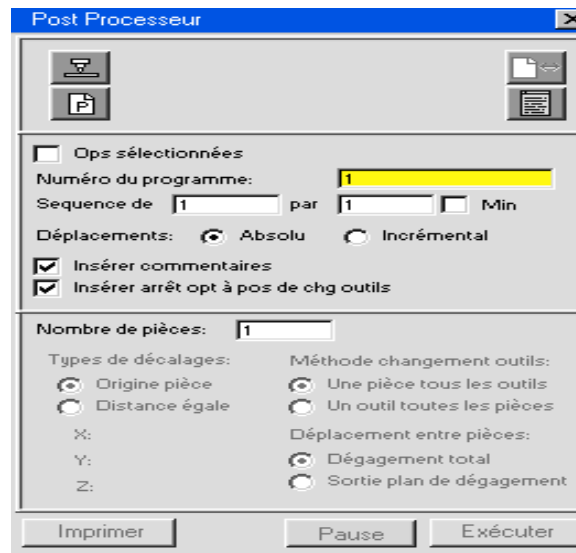 Post Processeur
P
Ops sélectionnées
Numéro du programme: 1
Sequence de 1 par 1 Min
Déplacements: Absolu Incrémental
Insérer commentaires
Insérer arrêt opt à pos de chg outils
Nombre de pièces: 1
Types de décalages: Méthode changement outils:
Origine pièce Une pièce tous les outils
Distance égale Un outil toutes les pièces
X: Déplacement entre pièces:
Y: Dégagement total
Z: Sortie plan de dégagement
Imprimer Pause Exécuter